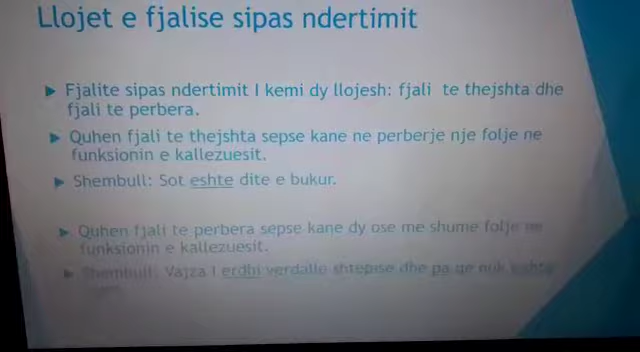 Llojet e fjalise sipas ndertimit
Fjalite sipas ndertimit I kemi dy llojesh: fjali te thejshta dhe
fjali te perbera.
Quhen fjali te thejshta sepse kane ne perberje nje folje ne
funksionin e kallezuesit.
Shembull: Sot eshte dite e bukur.
Quhen fjali te perbera sepse kane dy ose me shume folje ne
funksionin e kallezuesit.
Shembull: Vajza I erdhi verdalle shtepise dhe pa qe nuk eshte